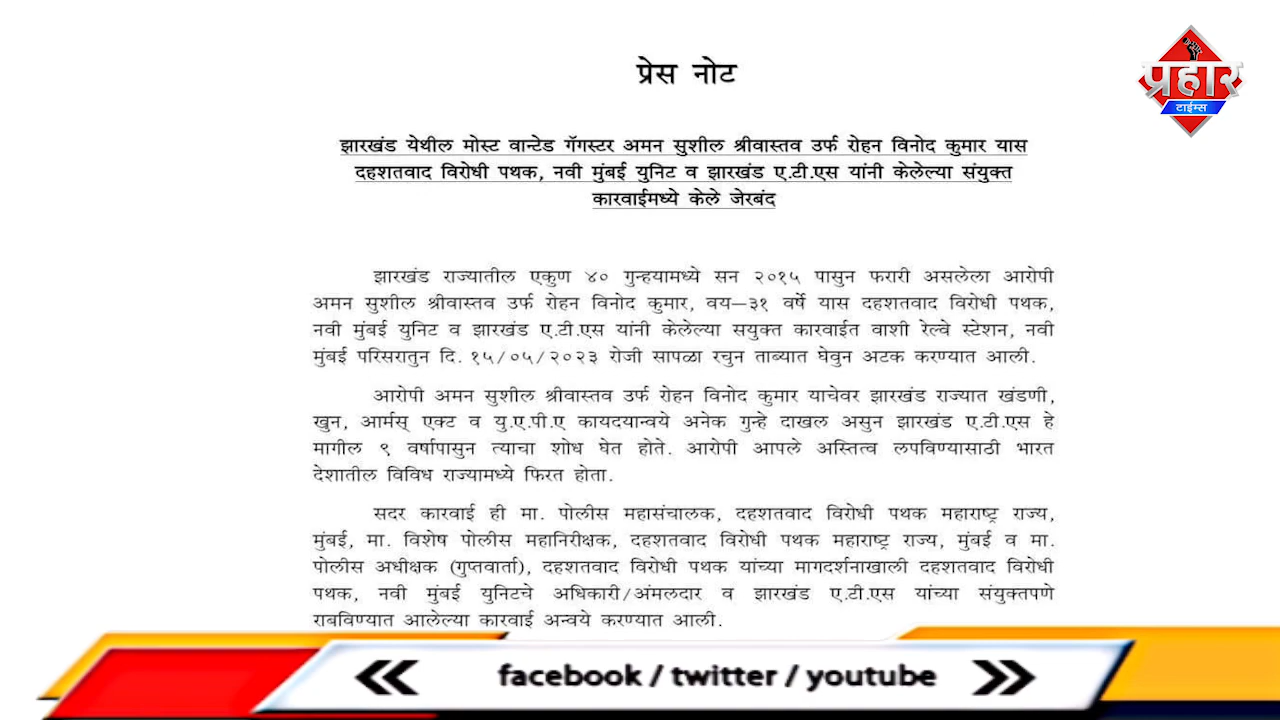 प्रहार
टाईम्स
प्रेस नोट
झारखंड येथील मोस्ट वान्टेड गॅगस्टर अमन सुशील श्रीवास्तव उर्फ रोहन विनोद कुमार यास
दहशतवाद विरोधी पथक, नवी मुंबई युनिट व झारखंड ए.टी.एस यांनी केलेल्या संयुक्त
कारवाईमध्ये केले जेरबंद
झारखंड राज्यातील एकुण ४० गुन्हयामध्ये सन २०१५ पासुन फरारी असलेला आरोपी
अमन सुशील श्रीवास्तव उर्फ रोहन विनोद कुमार, वय—३१ वर्षे यास दहशतवाद विरोधी पथक,
नवी मुंबई युनिट व झारखंड ए.टी.एस यांनी केलेल्या सयुक्त कारवाईत वाशी रेल्वे स्टेशन, नवी
मुंबई परिसरातुन दि. १५/०५/२०२३ रोजी सापळा रचुन ताब्यात घेवुन अटक करण्यात आली.
आरोपी अमन सुशील श्रीवास्तव उर्फ रोहन विनोद कुमार याचेवर झारखंड राज्यात खंडणी,
खुन, आर्मस् एक्ट व यु.ए.पी.ए कायदयान्वये अनेक गुन्हे दाखल असुन झारखंड ए.टी.एस हे
मागील ९ वर्षापासुन त्याचा शोध घेत होते. आरोपी आपले अस्तित्व लपविण्यासाठी भारत
देशातील विविध राज्यामध्ये फिरत होता.
सदर कारवाई ही मा. पोलीस महासंचालक, दहशतवाद विरोधी पथक महाराष्ट्र राज्य,
मुंबई, मा. विशेष पोलीस महानिरीक्षक, दहशतवाद विरोधी पथक महाराष्ट्र राज्य, मुंबई व मा.
पोलीस अधीक्षक (गुप्तवार्ता), दहशतवाद विरोधी पथक यांच्या मागदर्शनाखाली दहशतवाद विरोधी
पथक, नवी मुंबई युनिटचे अधिकारी/अंमलदार व झारखंड ए.टी.एस यांच्या संयुक्तपणे
राबविण्यात आलेल्या कारवाई अन्वये करण्यात आली.
facebook / twitter / youtube